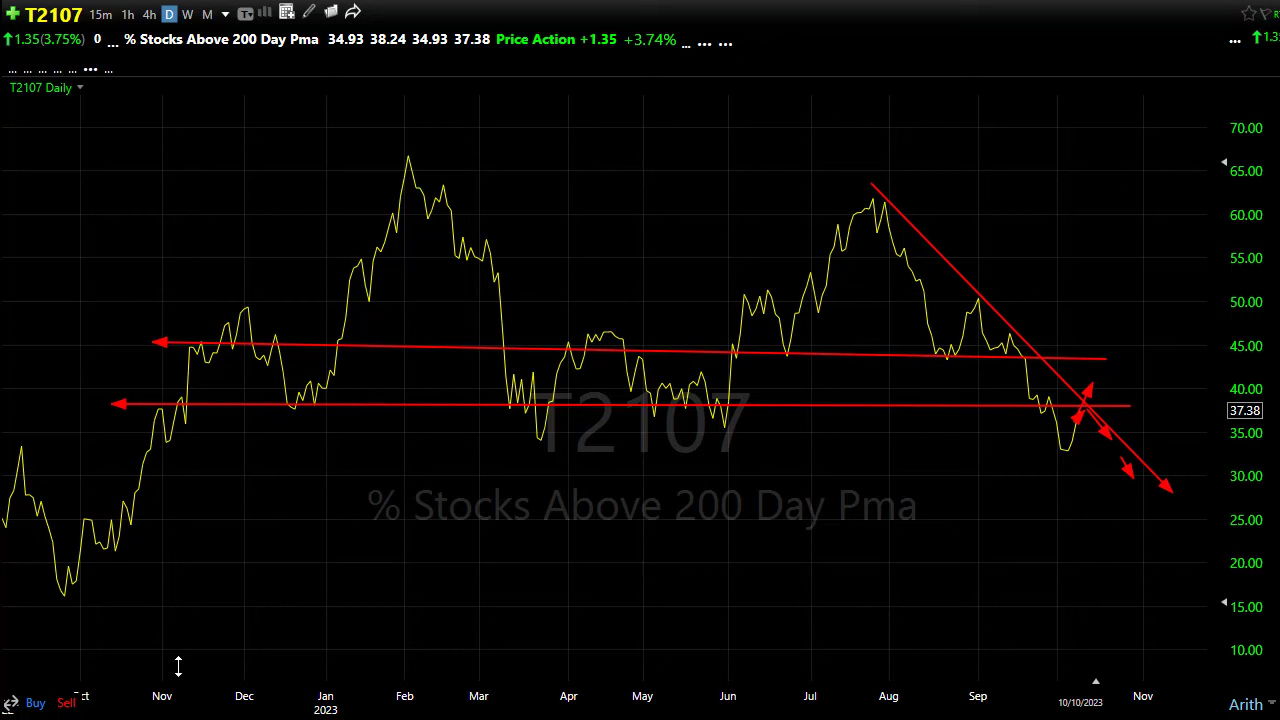 T2107 15m 1h 4h D W M
1.35(3.75%) 0 ... % Stocks Above 200 Day Pma 34.93 38.24 34.93 37.38 Price Action +1.35 +3.74% ... ... ... ... 1.35
... ... ... ... ... ... ...
T2107 Daily
70.00
65.00
60.00
55.00
50.00
45.00
40.00
37.38
35.00
30.00
25.00
20.00
15.00
10.00
T2107
% Stocks Above 200 Day Pma
Nov Dec Jan Feb Mar Apr May Jun Jul Aug Sep 10/10/2023 Nov
2023
Buy Sell
Arith